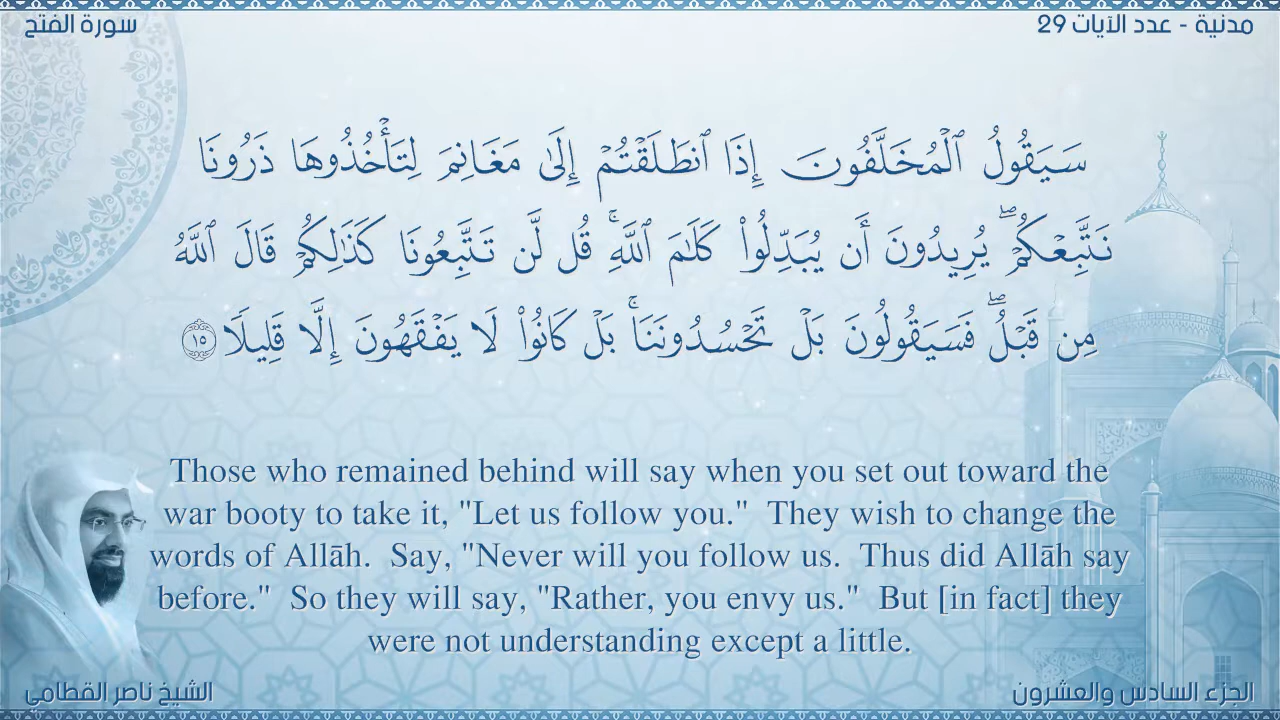 سورة الفتح
مدنية - عدد الآيات 29
سَيَقُولُ ٱلْمُخَلَّفُونَ إِذَا ٱنطَلَقْتُمْ إِلَىٰ مَغَانِمَ لِتَأْخُذُوهَا ذَرُونَا
نَتَّبِعْكُمْ ۖ يُرِيدُونَ أَن يُبَدِّلُوا۟ كَلَـٰمَ ٱللَّهِ ۚ قُل لَّن تَتَّبِعُونَا كَذَٰلِكُمْ قَالَ ٱللَّهُ
مِن قَبْلُ ۖ فَسَيَقُولُونَ بَلْ تَحْسُدُونَنَا ۚ بَلْ كَانُوا۟ لَا يَفْقَهُونَ إِلَّا قَلِيلًا ١٥
Those who remained behind will say when you set out toward the
war booty to take it, "Let us follow you."  They wish to change the
words of Allāh.  Say, "Never will you follow us.  Thus did Allāh say
before."  So they will say, "Rather, you envy us."  But [in fact] they
were not understanding except a little.
الشيخ ناصر القطامي
الجزء السادس والعشرون